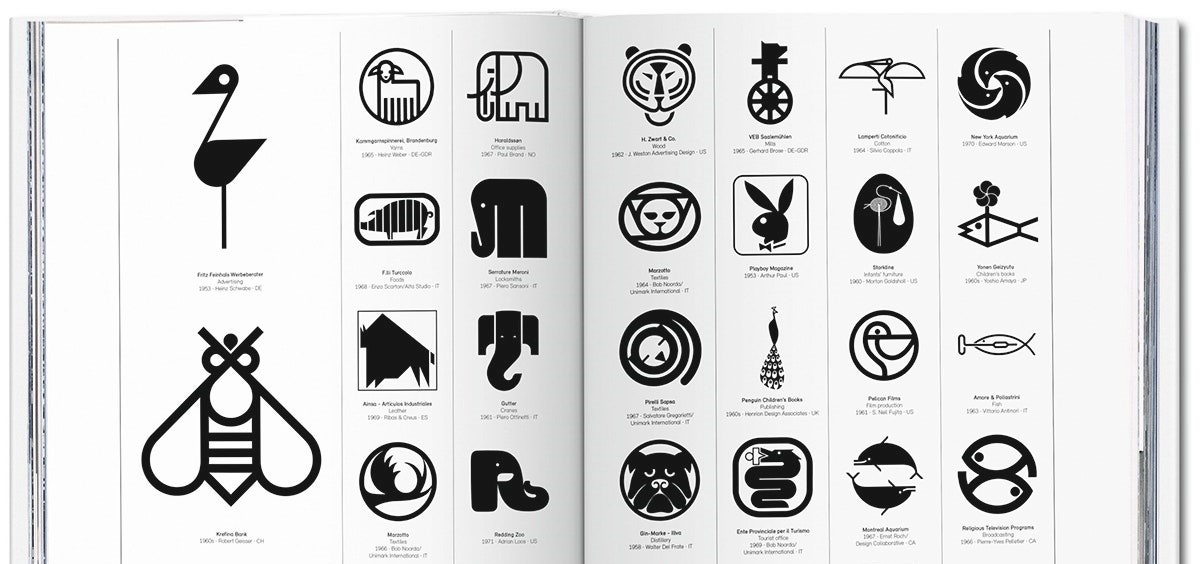 Fritz Feinhals Werbeberater
Advertising
1953 · Heinz Schwabe · DE
Krefina Bank
1960s · Robert Geisser · CH
Kammgarnspinnerei, Brandenburg
Yarns
1965 · Heinz Weber · DE-GDR
F.lli Turccolo
Foods
1968 · Enzo Scarton/Alfa Studio · IT
Ainsa - Artículos Industriales
Leather
1969 · Ribas & Creus · ES
Marzotto
Textiles
1966 · Bob Noorda/
Unimark International · IT
Haraldssen
Office supplies
1967 · Paul Brand · NO
Serrature Meroni
Locksmiths
1967 · Piero Sansoni · IT
Gutter
Cranes
1961 · Piero Ottinetti · IT
Redding Zoo
1971 · Adrian Loos · US
H. Zwart & Co.
Wood
1962 · J. Weston Advertising Design · US
Marzotto
Textiles
1964 · Bob Noorda/
Unimark International · IT
Pirelli Sapsa
Textiles
1967 · Salvatore Gregorietti/
Unimark International · IT
Gin-Marke - Ilva
Distillery
1958 · Walter Del Frate · IT
VEB Saalemühlen
Mills
1965 · Gerhard Brose · DE-GDR
Playboy Magazine
1953 · Arthur Paul · US
Penguin Children's Books
Publishing
1960s · Henrion Design Associates · UK
Ente Provinciale per il Turismo
Tourist office
1969 · Bob Noorda/
Unimark International · IT
Lamperti Cotonificio
Cotton
1964 · Silvio Coppola · IT
Storkline
Infants' furniture
1960 · Morton Goldsholl · US
Pelican Films
Film production
1961 · S. Neil Fujita · US
Montreal Aquarium
1967 · Ernst Roch/
Design Collaborative · CA
New York Aquarium
1970 · Edward Marson · US
Yonen Geizyutu
Children's books
1960s · Yoshio Amaya · JP
Amore & Poliastrini
Fish
1963 · Vittorio Antinori · IT
Religious Television Programs
Broadcasting
1966 · Pierre-Yves Pelletier · CA